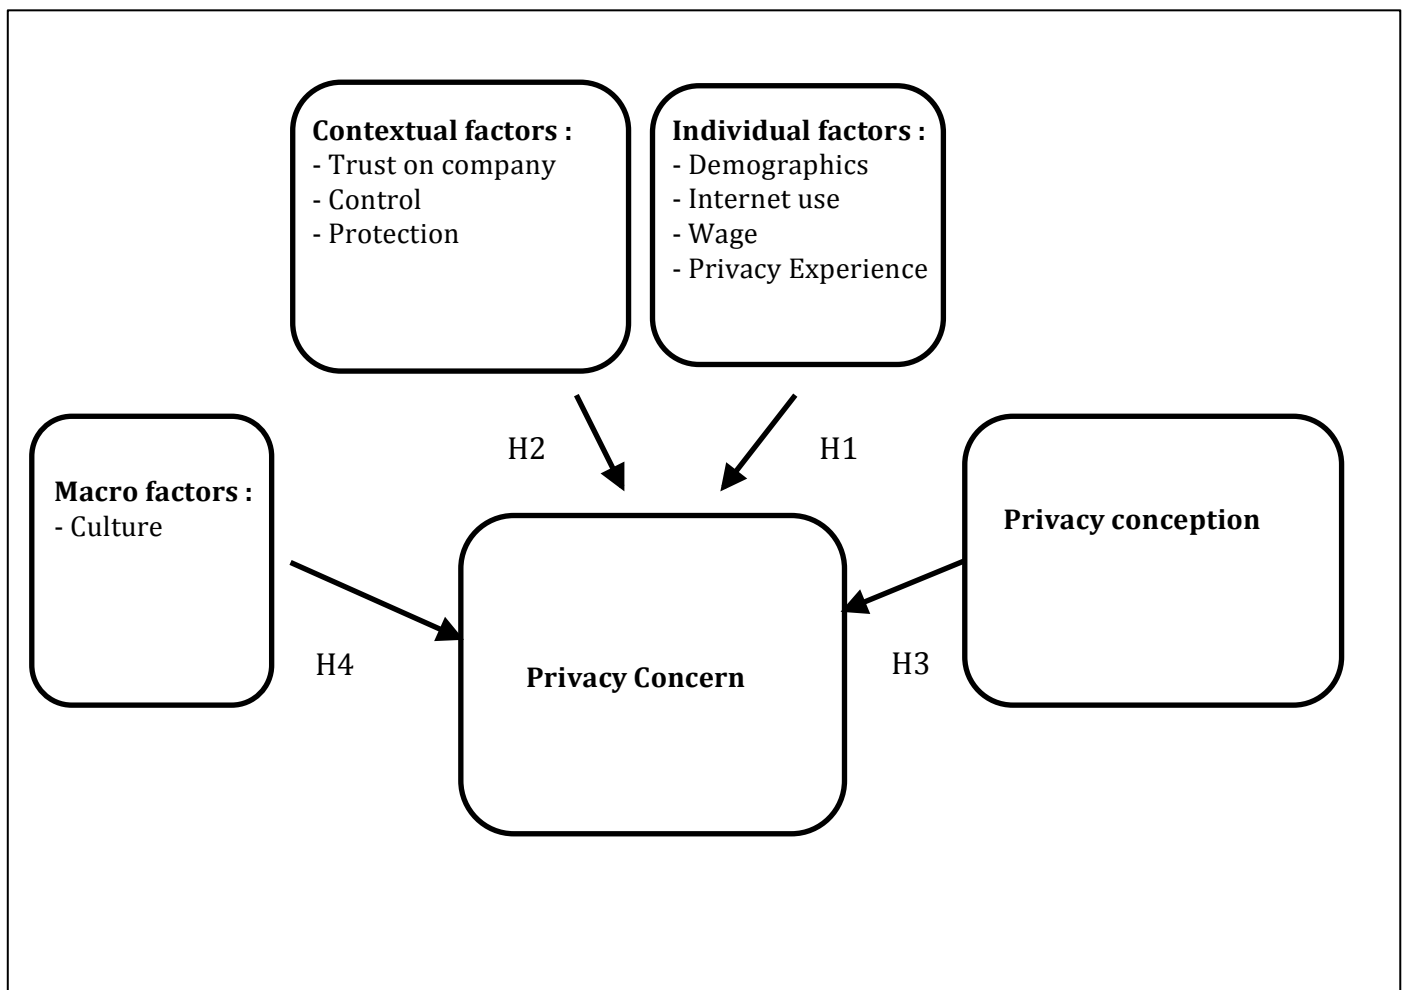 Contextual factors :
- Trust on company
- Control
- Protection
Individual factors :
- Demographics
- Internet use
- Wage
- Privacy Experience
H2
H1
Macro factors :
- Culture
Privacy conception
H4
Privacy Concern
H3